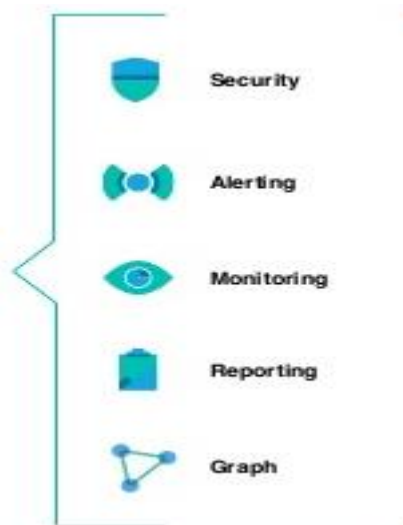 Security
Alerting
Monitoring
Reporting
Graph